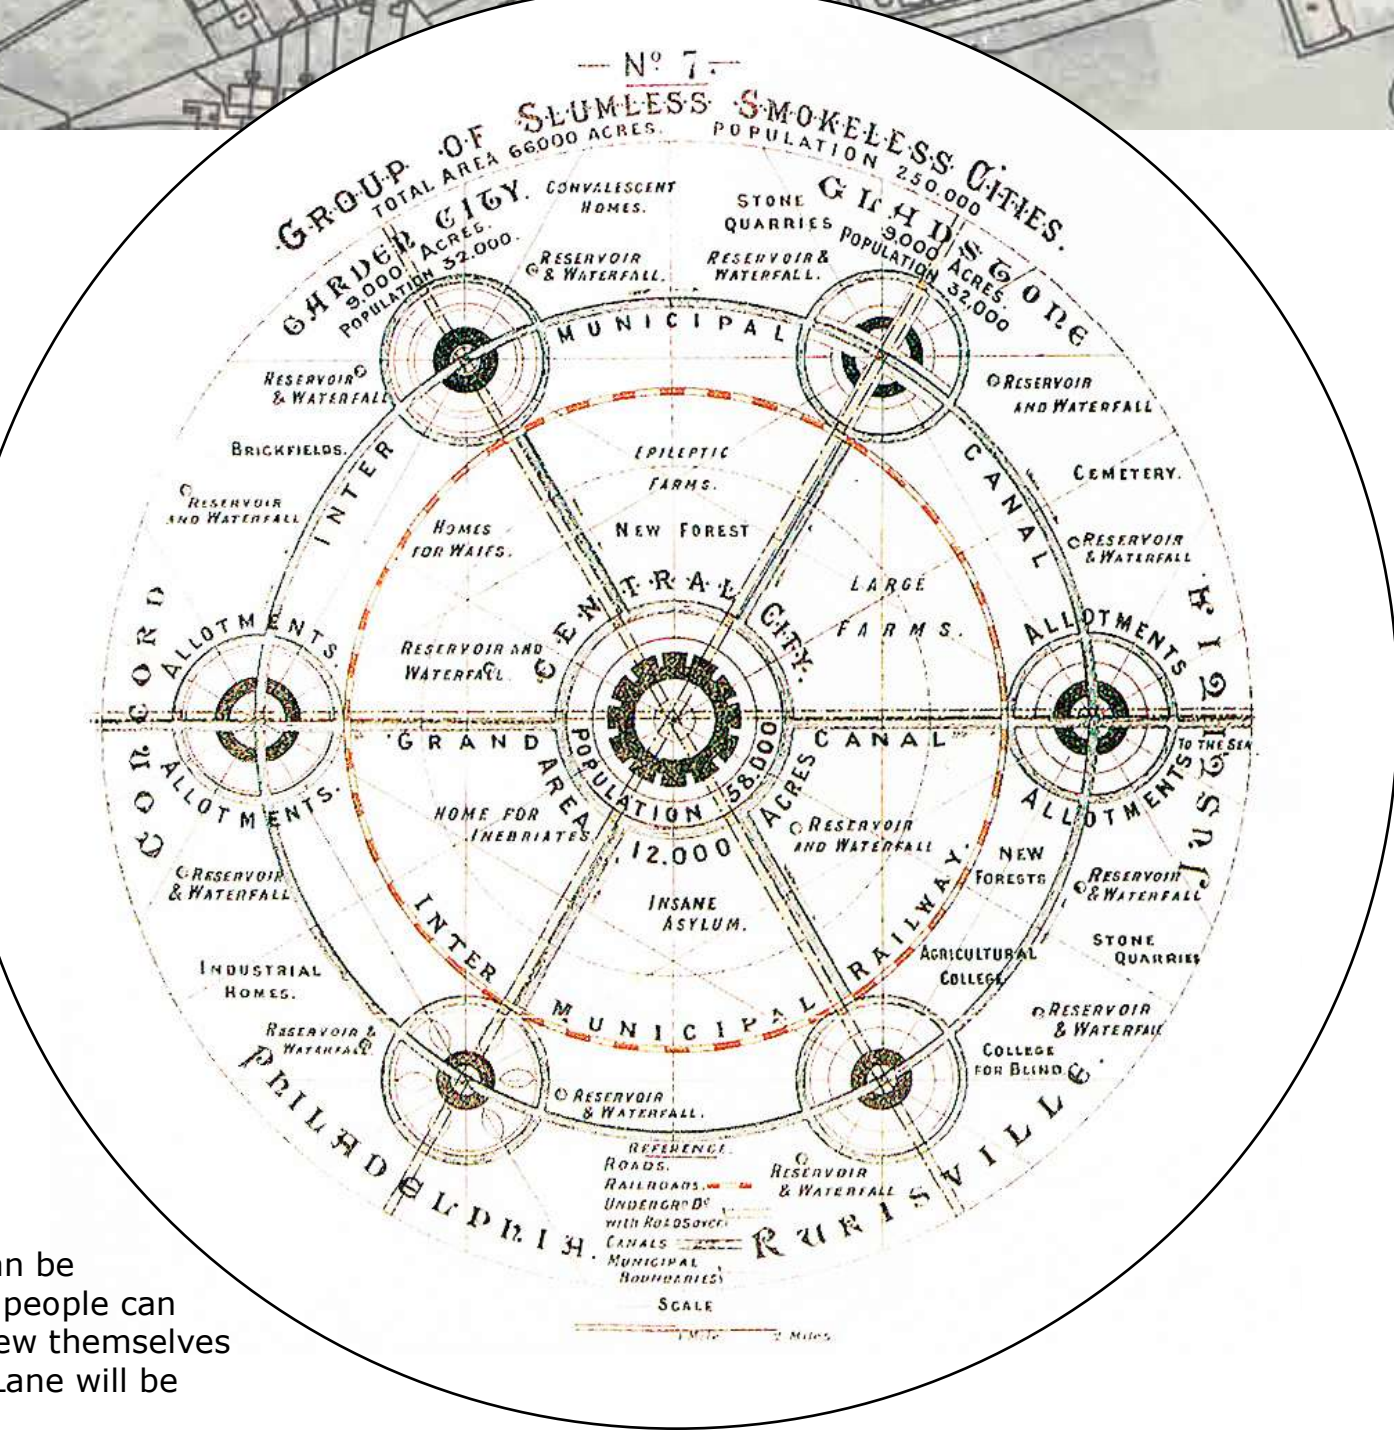 — Nº 7. —
·GROUP· ·OF· SLUMLESS· ·SMOKELESS· CITIES.
TOTAL AREA 66000 ACRES. POPULATION 250.000
GARDEN CITY.
9,000 ACRES.
POPULATION 32.000.
CONVALESCENT
HOMES.
STONE
QUARRIES
GLADSTONE
9,000 ACRES.
POPULATION 32,000
RESERVOIR
& WATERFALL.
RESERVOIR &
WATERFALL.
INTER MUNICIPAL CANAL
RESERVOIR
& WATERFALL
RESERVOIR
AND WATERFALL
BRICKFIELDS.
EPILEPTIC
FARMS.
CEMETERY.
RESERVOIR
AND WATERFALL
HOMES
FOR WAIFS.
NEW FOREST
RESERVOIR
& WATERFALL
LARGE
FARMS.
CENTRAL CITY.
CONCORD
ALLOTMENTS.
ALLOTMENTS
RESERVOIR AND
WATERFALL
GRAND CANAL
TO THE SEA
AREA 12.000 ACRES
POPULATION 58.000
ALLOTMENTS.
ALLOTMENTS
HOME FOR
INEBRIATES.
RESERVOIR
AND WATERFALL
NEW
FORESTS
RESERVOIR
& WATERFALL
RESERVOIR
& WATERFALL
INSANE
ASYLUM.
STONE
QUARRIES
INDUSTRIAL
HOMES.
AGRICULTURAL
COLLEGE
INTER MUNICIPAL RAILWAY.
RESERVOIR &
WATERFALL
RESERVOIR
& WATERFALL
COLLEGE
FOR BLIND
RESERVOIR
& WATERFALL.
PHILADELPHIA.
RURISVILLE.
REFERENCE.
ROADS.
RAILROADS.
UNDERGRᴰ Dº
with ROADS over
CANALS
MUNICIPAL
BOUNDARIES
RESERVOIR
& WATERFALL
SCALE
1 Mile 2 Miles
an be
people can
ew themselves
Lane will be